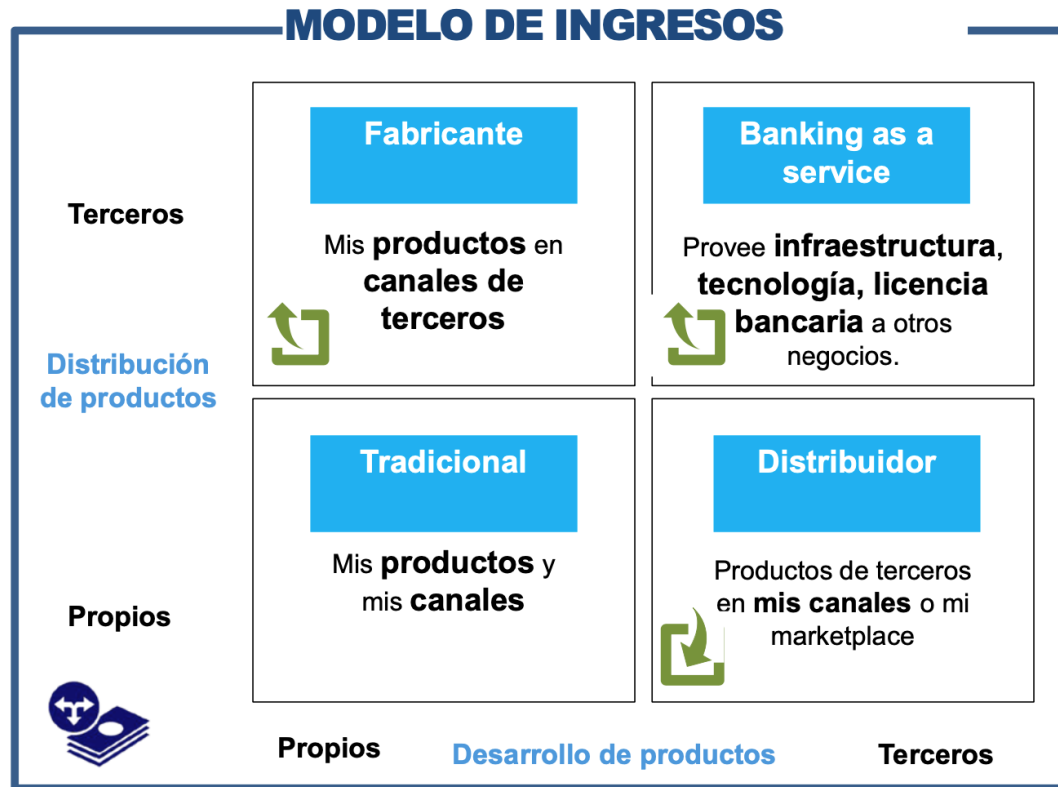 MODELO DE INGRESOS
Terceros
Distribución
de productos
Propios
Fabricante
Mis productos en
canales de
terceros
Banking as a
service
Provee infraestructura,
tecnología, licencia
bancaria a otros
negocios.
Tradicional
Mis productos y
mis canales
Distribuidor
Productos de terceros
en mis canales o mi
marketplace
Propios
Desarrollo de productos
Terceros